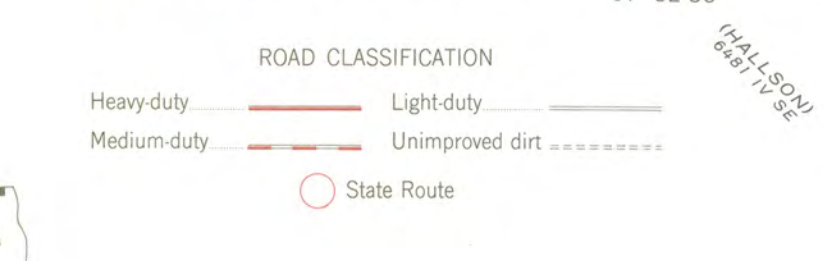 ROAD CLASSIFICATION
Heavy-duty Light-duty
Medium-duty Unimproved dirt
State Route
(HALLSON)
6481 IV SE